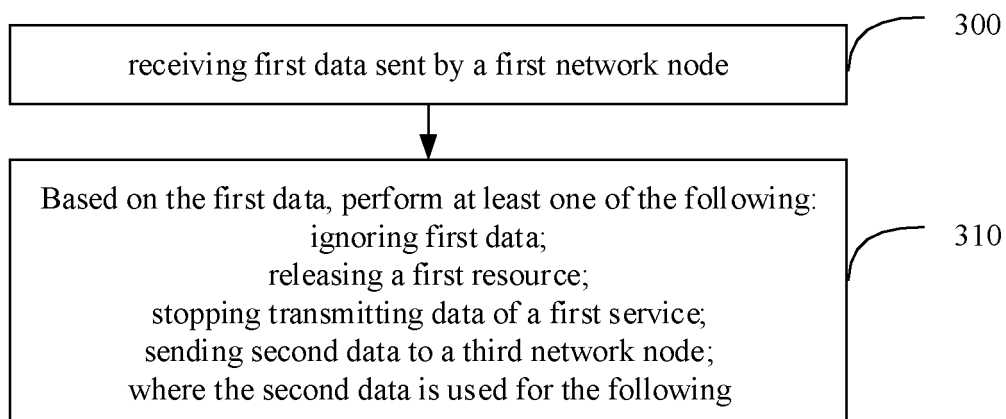 300
receiving first data sent by a first network node
Based on the first data, perform at least one of the following:
ignoring first data;
releasing a first resource;
310
stopping transmitting data of a first service;
sending second data to a third network node;
where the second data is used for the following